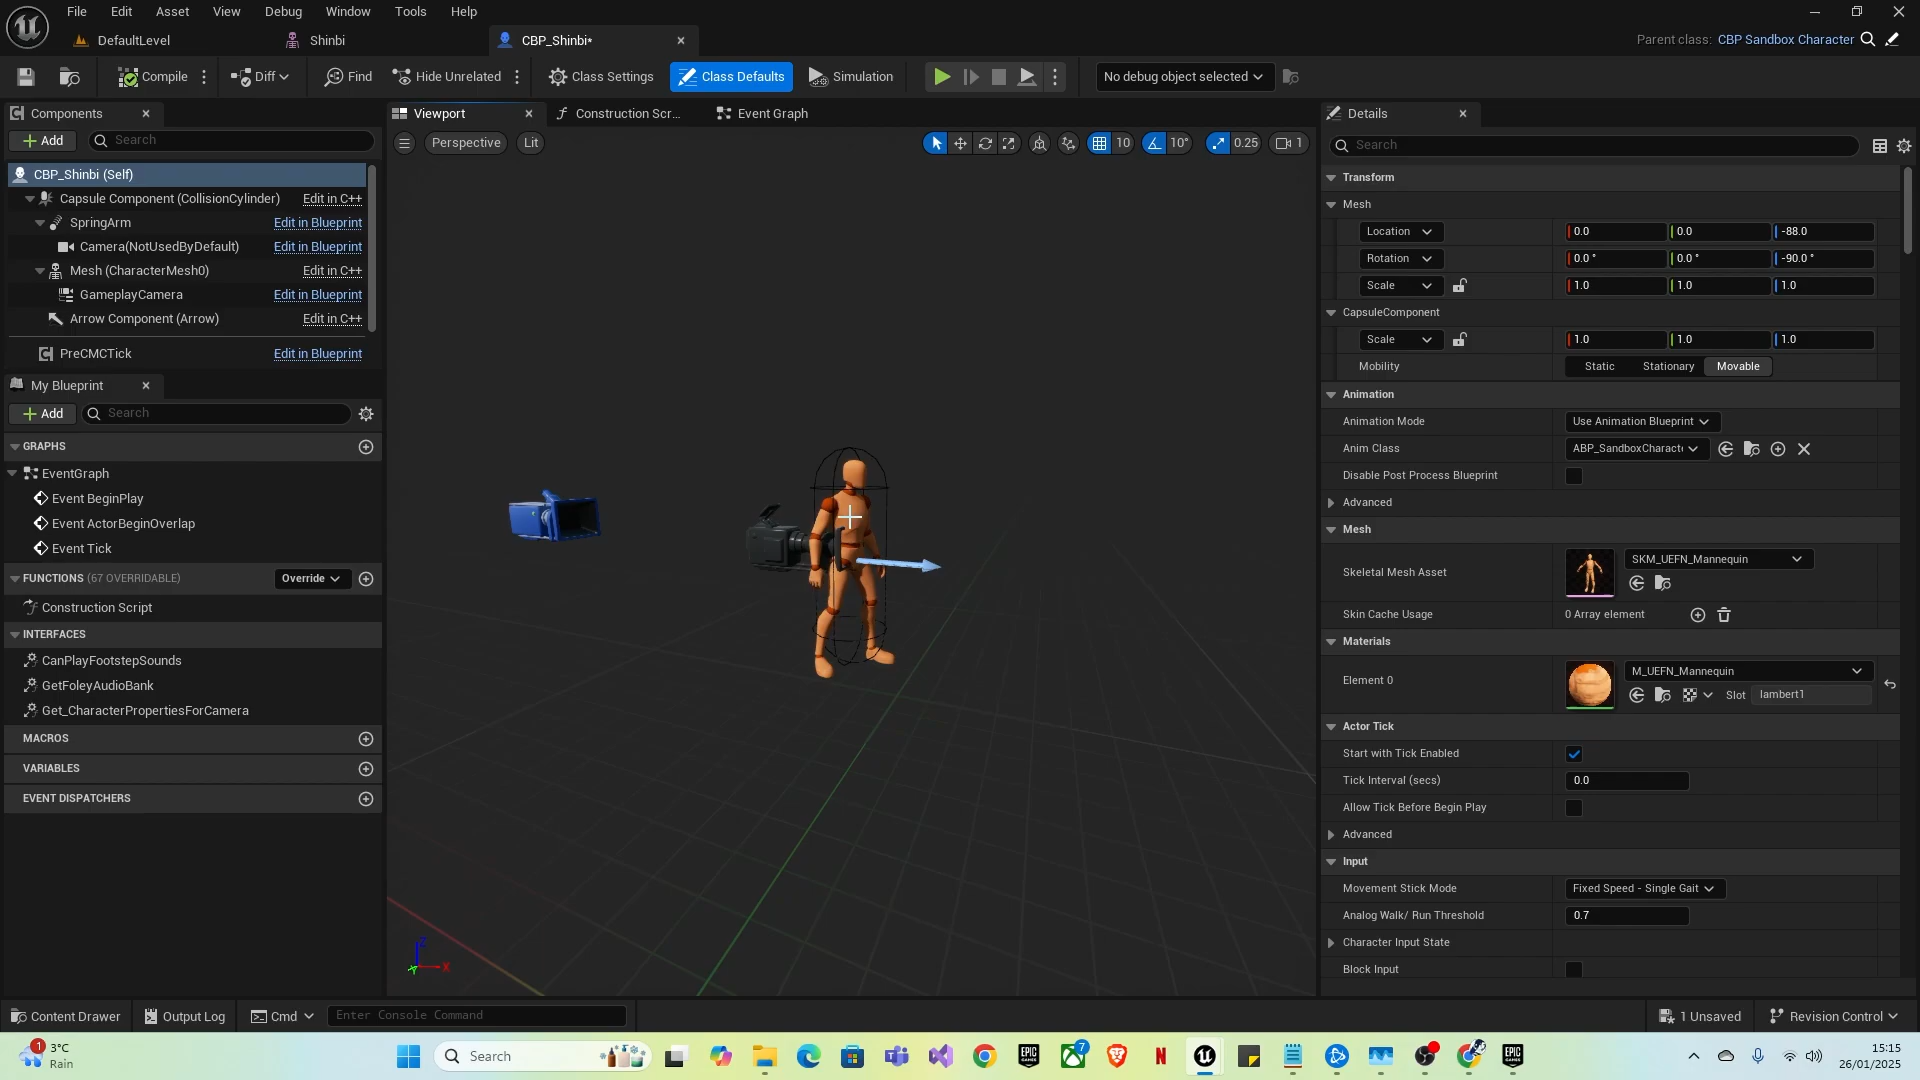 File Edit Asset View Debug Window Tools Help
DefaultLevel Shinbi CBP_Shinbi*
Parent class: CBP Sandbox Character
Compile Diff Find Hide Unrelated Class Settings Class Defaults Simulation No debug object selected
Components
Add Search
CBP_Shinbi (Self)
Capsule Component (CollisionCylinder) Edit in C++
SpringArm Edit in Blueprint
Camera(NotUsedByDefault) Edit in Blueprint
Mesh (CharacterMesh0) Edit in C++
GameplayCamera Edit in Blueprint
Arrow Component (Arrow) Edit in C++
PreCMCTick Edit in Blueprint
My Blueprint
Add Search
GRAPHS
EventGraph
Event BeginPlay
Event ActorBeginOverlap
Event Tick
FUNCTIONS (67 OVERRIDABLE) Override
Construction Script
INTERFACES
CanPlayFootstepSounds
GetFoleyAudioBank
Get_CharacterPropertiesForCamera
MACROS
VARIABLES
EVENT DISPATCHERS
Viewport Construction Scr... Event Graph
Perspective Lit 10 10° 0.25 1
Z
X
Y
Details
Search
Transform
Mesh
Location 0.0 0.0 -88.0
Rotation 0.0 ° 0.0 ° -90.0 °
Scale 1.0 1.0 1.0
CapsuleComponent
Scale 1.0 1.0 1.0
Mobility Static Stationary Movable
Animation
Animation Mode Use Animation Blueprint
Anim Class ABP_SandboxCharact
Disable Post Process Blueprint
Advanced
Mesh
Skeletal Mesh Asset SKM_UEFN_Mannequin
Skin Cache Usage 0 Array element
Materials
Element 0 M_UEFN_Mannequin
Slot lambert1
Actor Tick
Start with Tick Enabled
Tick Interval (secs) 0.0
Allow Tick Before Begin Play
Advanced
Input
Movement Stick Mode Fixed Speed - Single Gait
Analog Walk/ Run Threshold 0.7
Character Input State
Block Input
Content Drawer Output Log Cmd Enter Console Command 1 Unsaved Revision Control
1 3°C
Rain
Search
EPIC GAMES
7
N
EPIC GAMES
15:15
26/01/2025